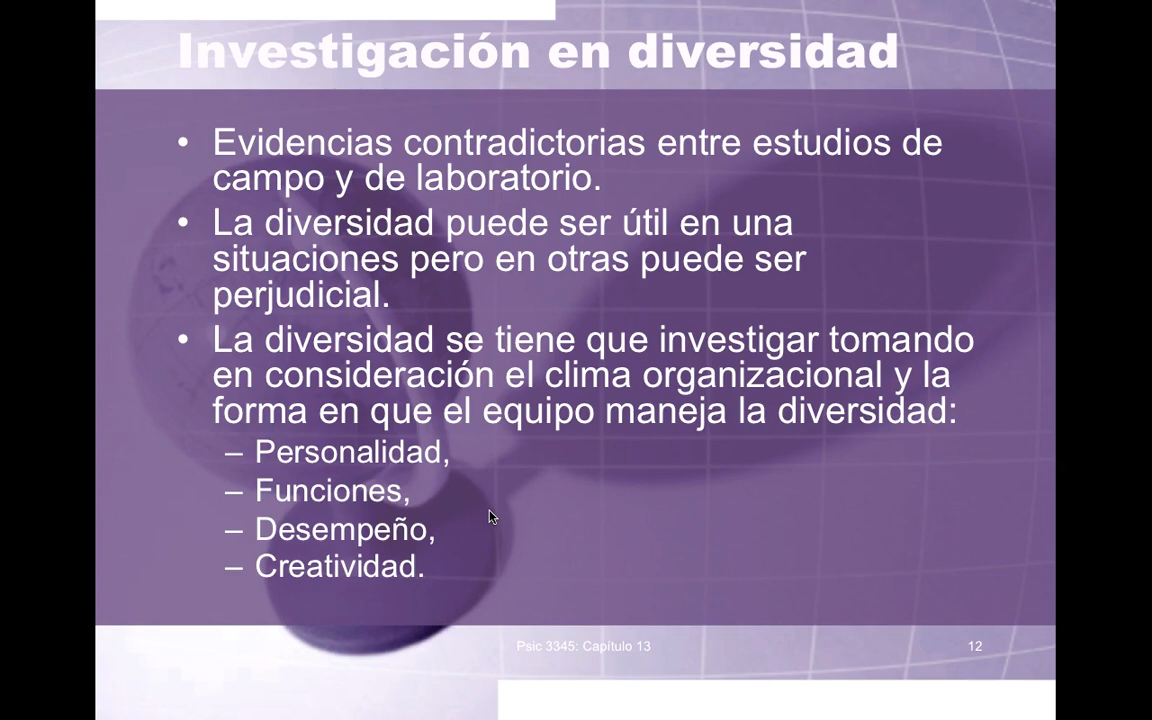 Investigación en diversidad
• Evidencias contradictorias entre estudios de
campo y de laboratorio.
• La diversidad puede ser útil en una
situaciones pero en otras puede ser
perjudicial.
• La diversidad se tiene que investigar tomando
en consideración el clima organizacional y la
forma en que el equipo maneja la diversidad:
– Personalidad,
– Funciones,
– Desempeño,
– Creatividad.
Psic 3345: Capítulo 13
12